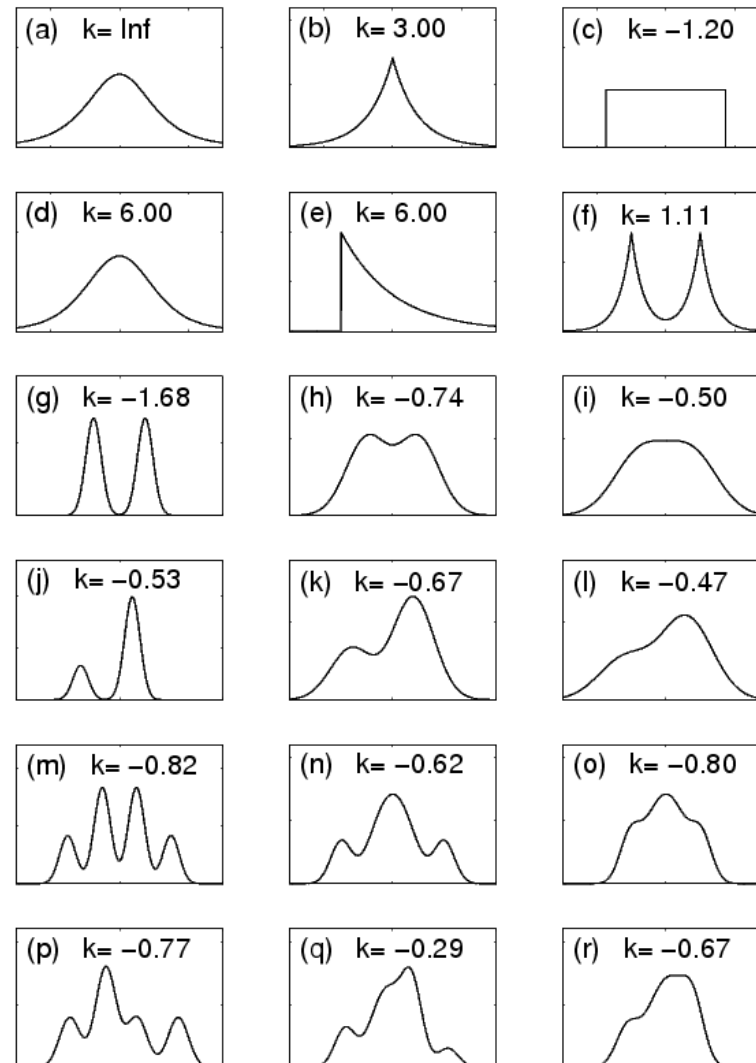 (a) k= Inf
(b) k= 3.00
(c) k= −1.20
(d) k= 6.00
(e) k= 6.00
(f) k= 1.11
(g) k= −1.68
(h) k= −0.74
(i) k= −0.50
(j) k= −0.53
(k) k= −0.67
(l) k= −0.47
(m) k= −0.82
(n) k= −0.62
(o) k= −0.80
(p) k= −0.77
(q) k= −0.29
(r) k= −0.67